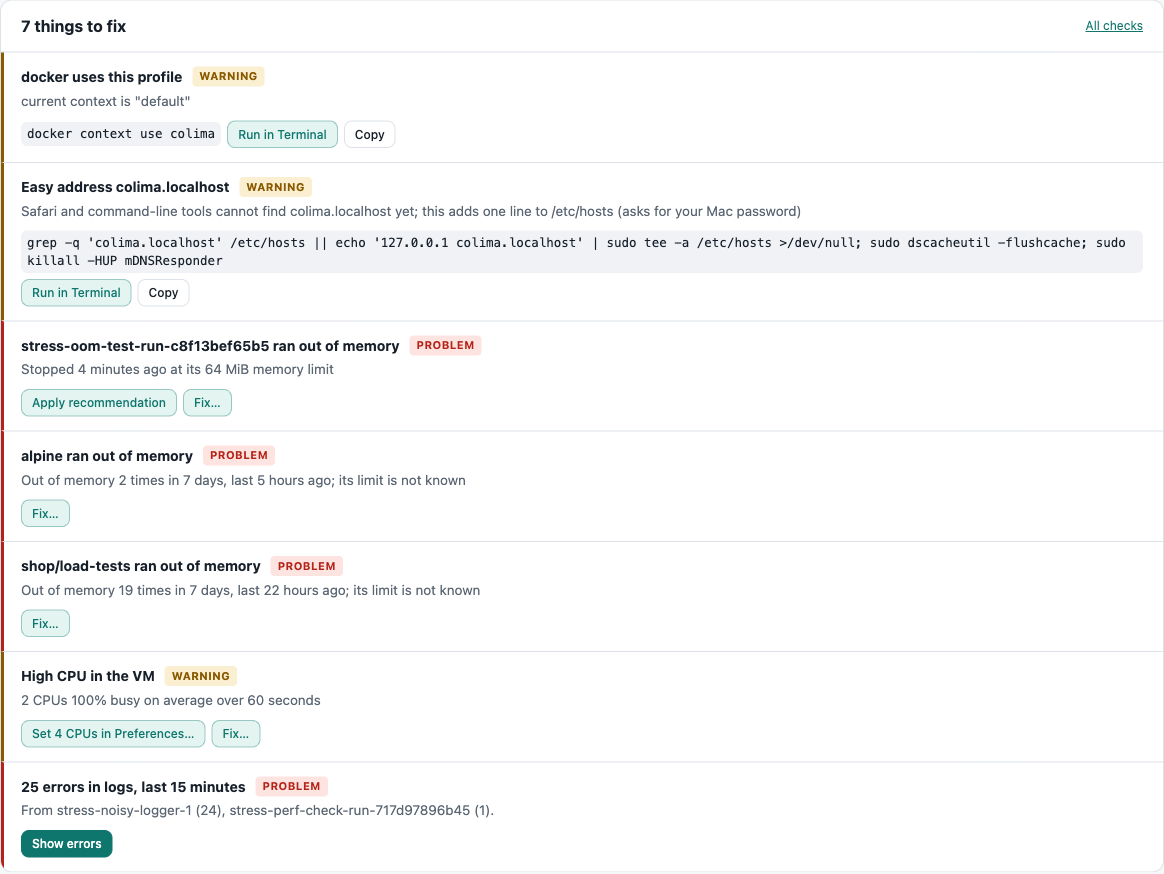 7 things to fix
All checks
docker uses this profile WARNING
current context is "default"
docker context use colima Run in Terminal Copy
Easy address colima.localhost WARNING
Safari and command-line tools cannot find colima.localhost yet; this adds one line to /etc/hosts (asks for your Mac password)
grep -q 'colima.localhost' /etc/hosts || echo '127.0.0.1 colima.localhost' | sudo tee -a /etc/hosts >/dev/null; sudo dscacheutil -flushcache; sudo
killall -HUP mDNSResponder
Run in Terminal Copy
stress-oom-test-run-c8f13bef65b5 ran out of memory PROBLEM
Stopped 4 minutes ago at its 64 MiB memory limit
Apply recommendation Fix...
alpine ran out of memory PROBLEM
Out of memory 2 times in 7 days, last 5 hours ago; its limit is not known
Fix...
shop/load-tests ran out of memory PROBLEM
Out of memory 19 times in 7 days, last 22 hours ago; its limit is not known
Fix...
High CPU in the VM WARNING
2 CPUs 100% busy on average over 60 seconds
Set 4 CPUs in Preferences... Fix...
25 errors in logs, last 15 minutes PROBLEM
From stress-noisy-logger-1 (24), stress-perf-check-run-717d97896b45 (1).
Show errors